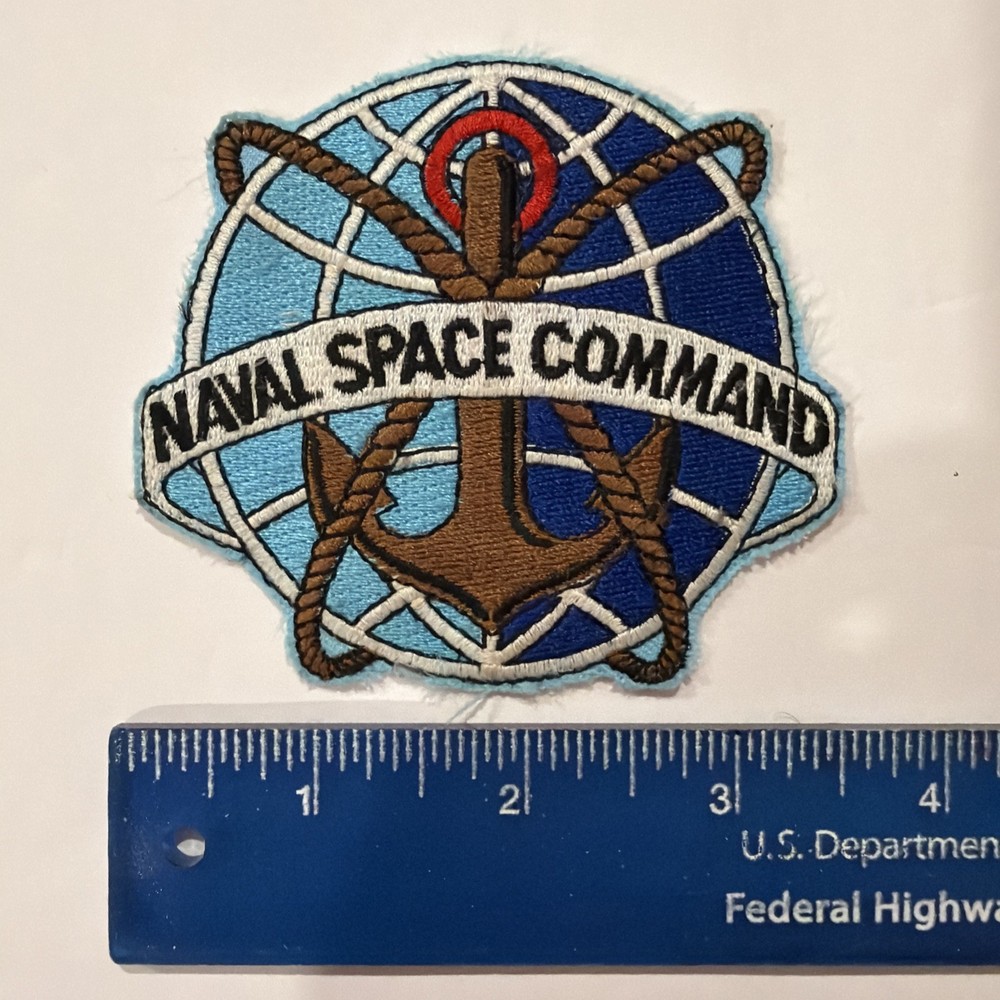 NAVAL SPACE COMMAND
1 2 3 4
U.S. Departmen
Federal Highwa